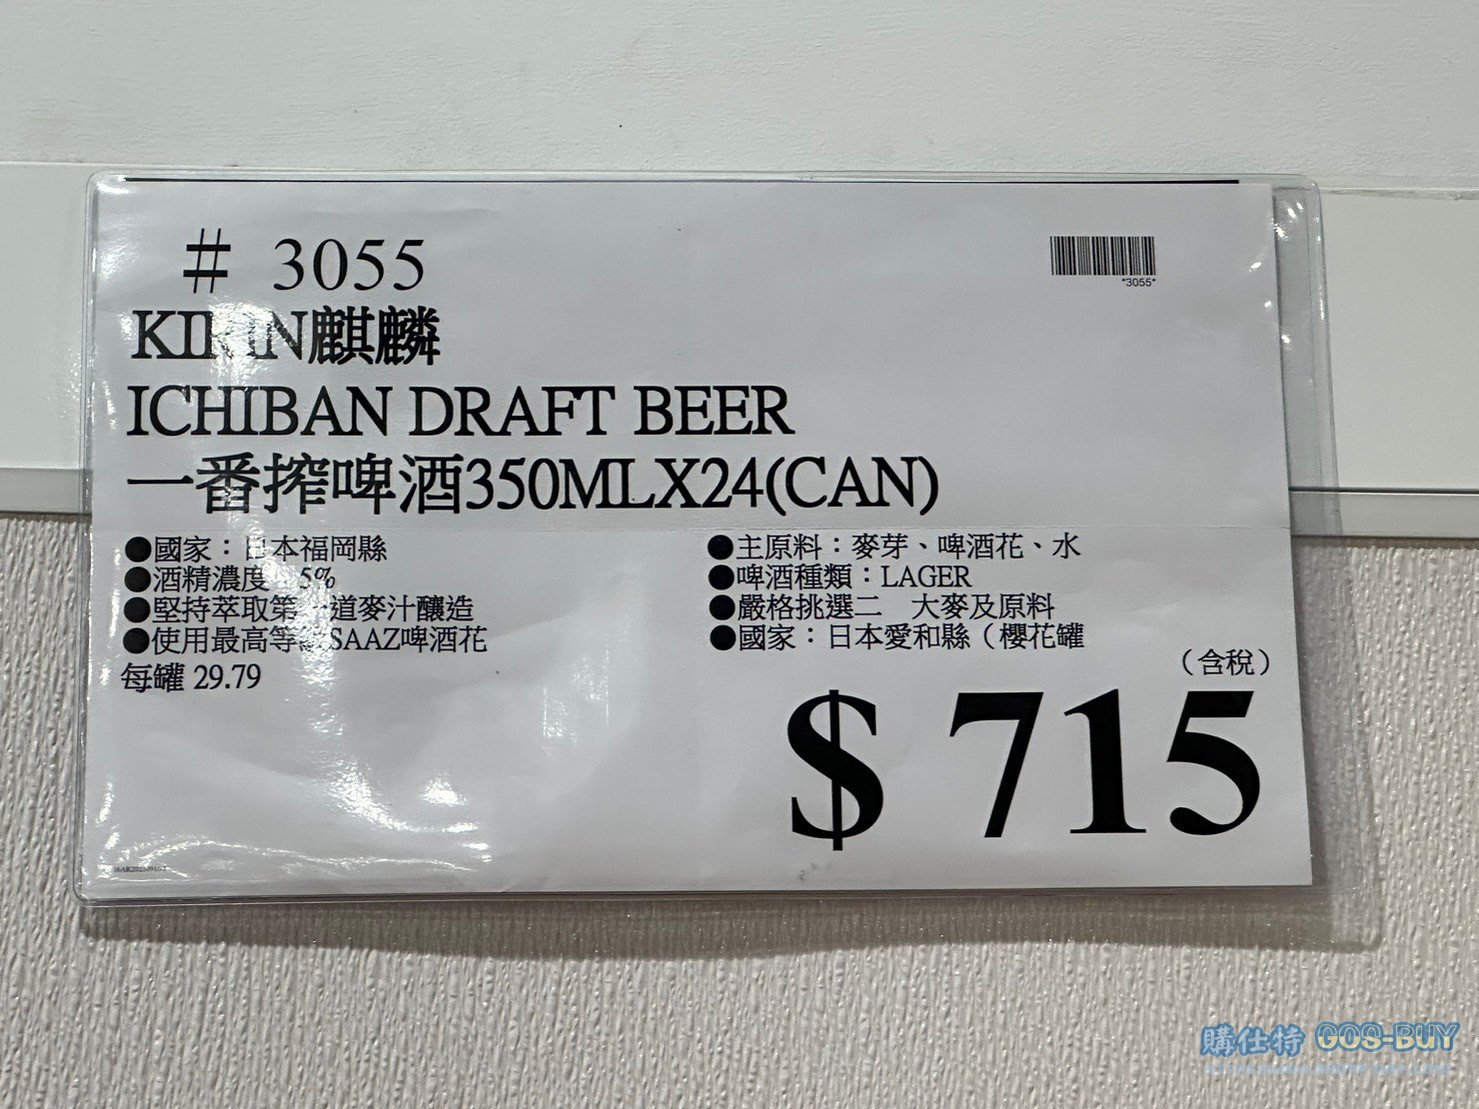 # 3055
*3055*
KIRIN麒麟
ICHIBAN DRAFT BEER
一番搾啤酒350MLX24(CAN)
●國家：日本福岡縣
●酒精濃度：5%
●堅持萃取第一道麥汁釀造
●使用最高等級SAAZ啤酒花
每罐 29.79
●主原料：麥芽、啤酒花、水
●啤酒種類：LAGER
●嚴格挑選二　大麥及原料
●國家：日本愛和縣（櫻花罐
（含稅）
$ 715
購仕特 GOS-BUY